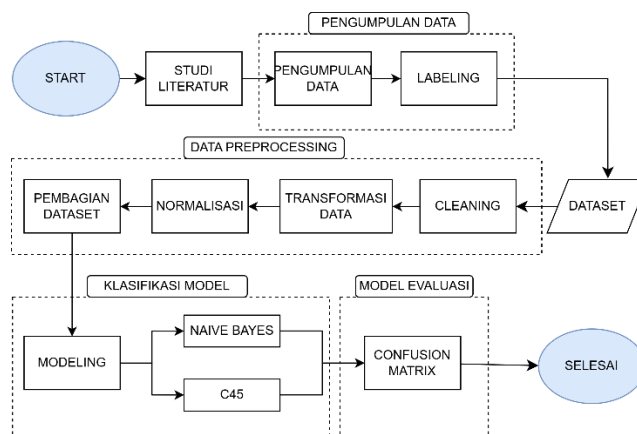 PENGUMPULAN DATA
START
STUDI
LITERATUR
PENGUMPULAN
DATA
LABELING
DATA PREPROCESSING
PEMBAGIAN
DATASET
NORMALISASI
TRANSFORMASI
DATA
CLEANING
DATASET
KLASIFIKASI MODEL
MODEL EVALUASI
MODELING
NAIVE BAYES
C45
CONFUSION
MATRIX
SELESAI